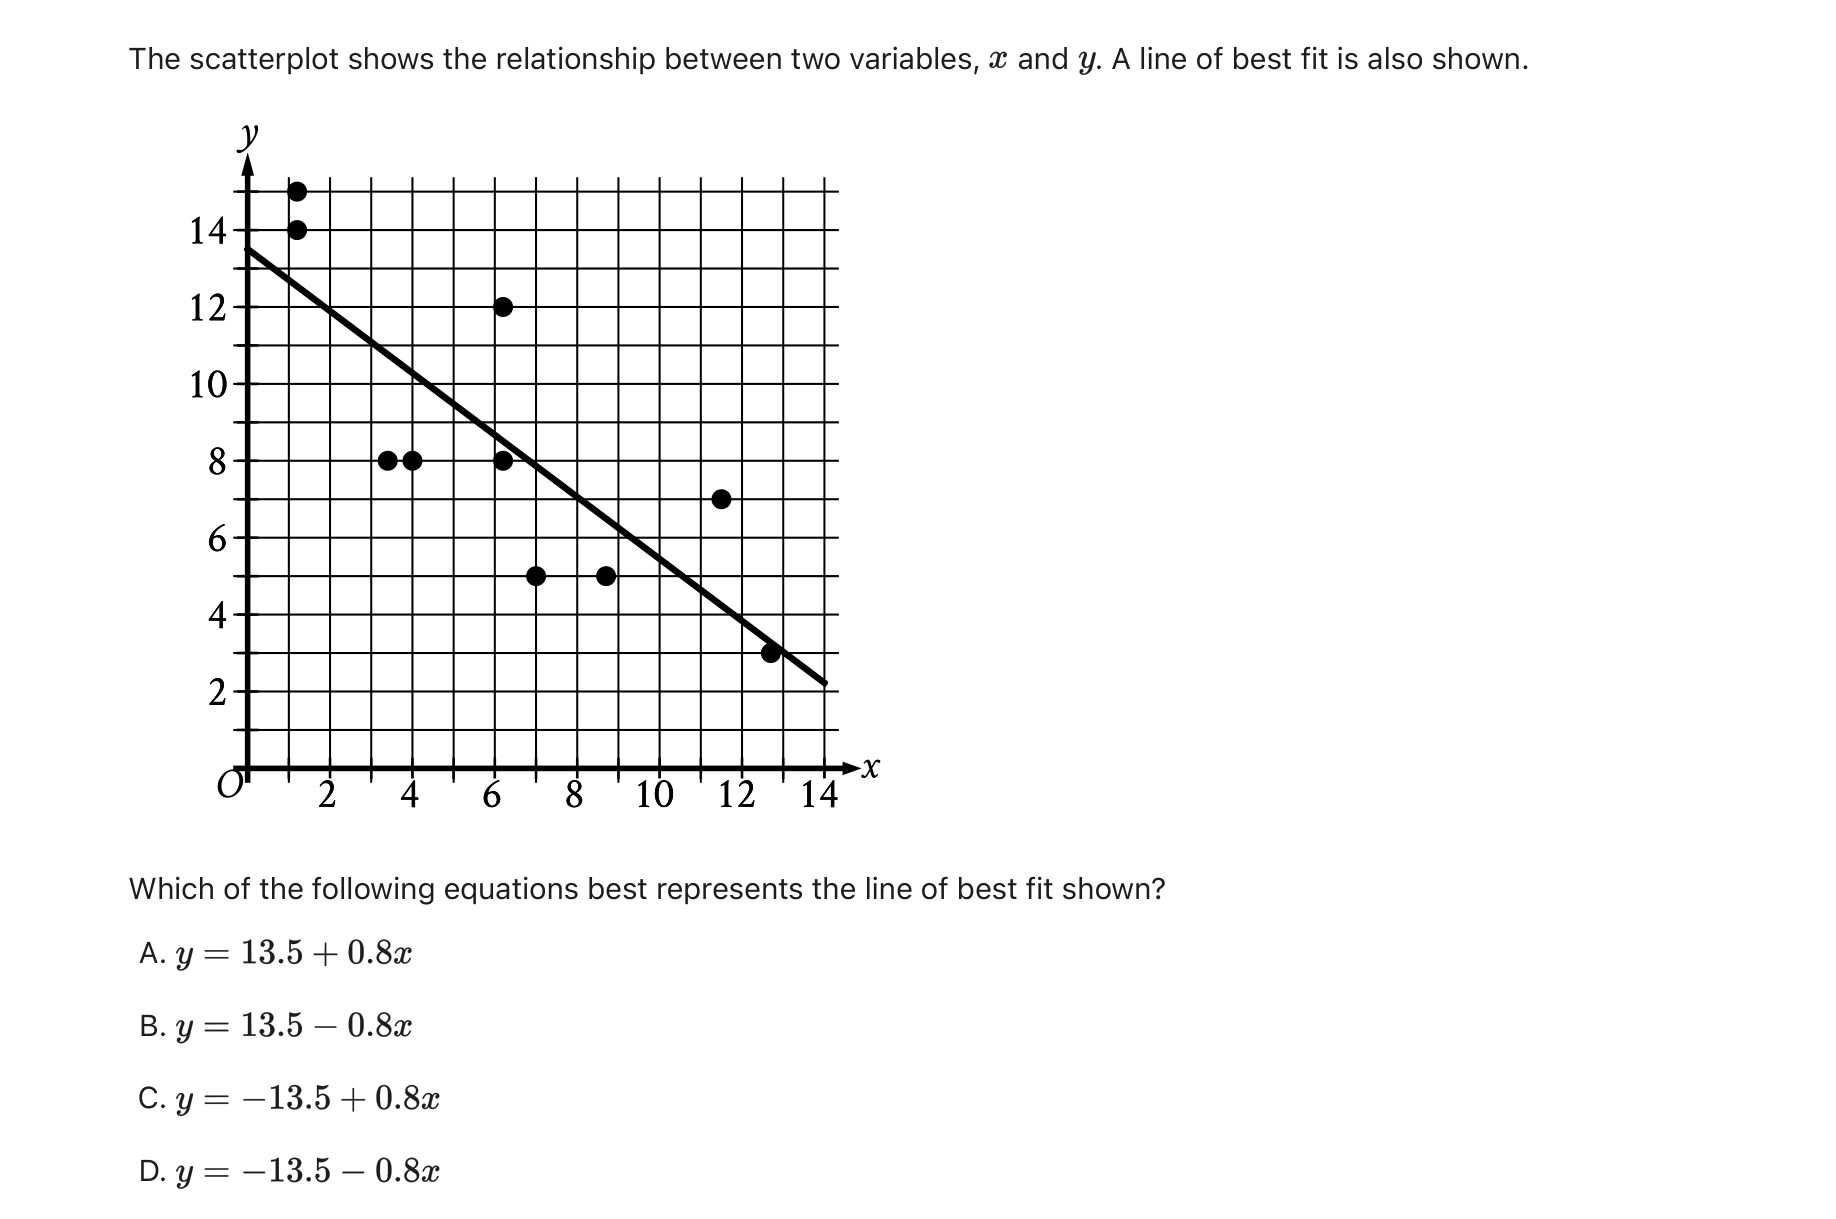 The scatterplot shows the relationship between two variables, x and y. A line of best fit is also shown.
y
14
12
10
8
6
4
2
O
2 4 6 8 10 12 14
x
Which of the following equations best represents the line of best fit shown?
A. y = 13.5 + 0.8x
B. y = 13.5 − 0.8x
C. y = −13.5 + 0.8x
D. y = −13.5 − 0.8x